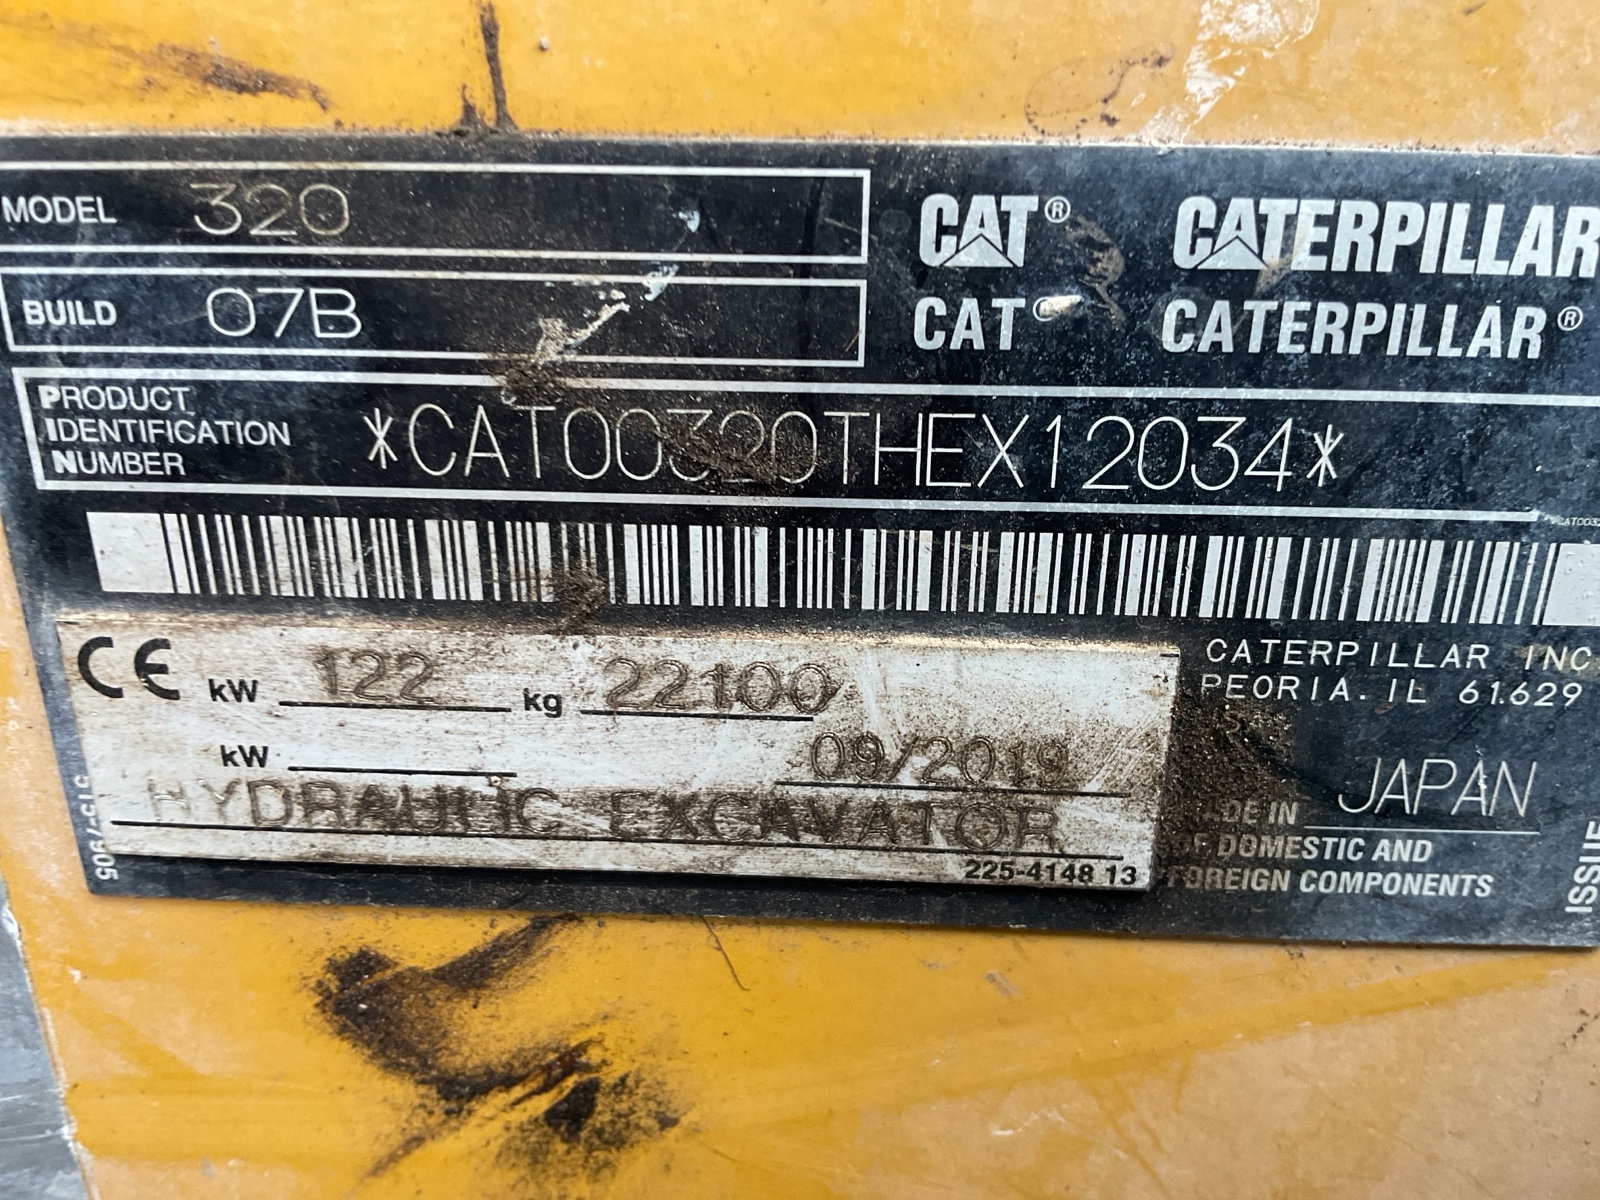 MODEL 320
BUILD 07B
CAT® CATERPILLAR
CAT® CATERPILLAR®
PRODUCT
IDENTIFICATION
NUMBER
*CAT00320THEX12034*
CE kW 122 kg 22100
kW 09/2019
HYDRAULIC EXCAVATOR
225-4148 13
CATERPILLAR INC
PEORIA. IL 61.629
MADE IN JAPAN
OF DOMESTIC AND
FOREIGN COMPONENTS
ISSUE